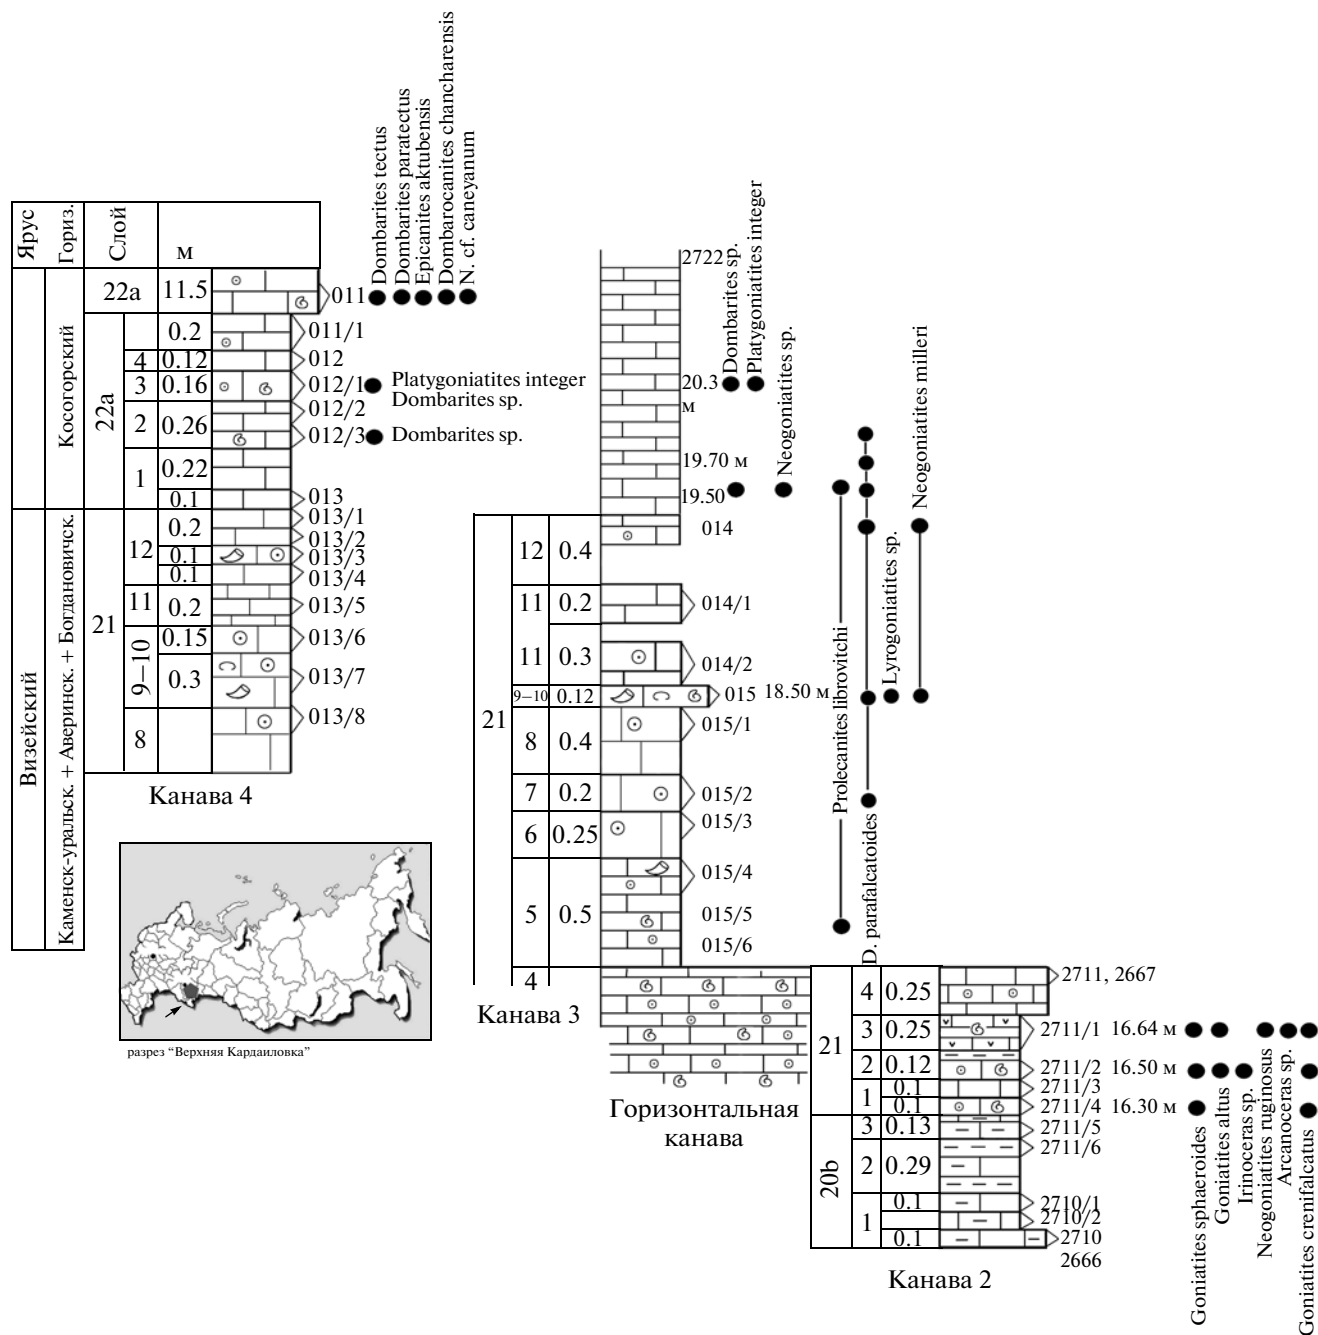 Dombarites tectus
Dombarites paratectus
Epicanites aktubensis
Dombarocanites chancharensis
N. cf. caneyanum
Ярус
Гориз.
Слой
м
Визейский
Косогорский
Каменск-уральск. + Аверинск. + Богданович​ск.
22a 11.5 011
22a
0.2 011/1
4 0.12 012
3 0.16 012/1 Platygoniatites integer
Dombarites sp.
012/2
2 0.26 012/3 Dombarites sp.
1 0.22
0.1 013
21
12 0.2 013/1
013/2
0.1 013/3
0.1 013/4
11 0.2 013/5
9–10 0.15 013/6
0.3 013/7
8 013/8
Канава 4
разрез “Верхняя Кардаиловка”
2722
Dombarites sp.
Platygoniatites integer
20.3
м
Neogoniatites sp.
19.70 м
19.50
Neogoniatites milleri
Lyrogoniatites sp.
Prolecanites librovitchi
D. parafalcatoides
21
12 0.4 014
11 0.2 014/1
11 0.3 014/2
9–10 0.12 015 18.50 м
8 0.4 015/1
7 0.2 015/2
6 0.25 015/3
5 0.5 015/4
015/5
015/6
4
Канава 3
Горизонтальная
канава
21
4 0.25 2711, 2667
3 0.25 2711/1 16.64 м
2 0.12 2711/2 16.50 м
1 0.1 2711/3
0.1 2711/4 16.30 м
20b
3 0.13 2711/5
2711/6
2 0.29
1 0.1 2710/1
2710/2
0.1 2710
2666
Канава 2
Goniatites sphaeroides
Goniatites altus
Irinoceras sp.
Neogoniatites ruginosus
Arcanoceras sp.
Goniatites crenifalcatus